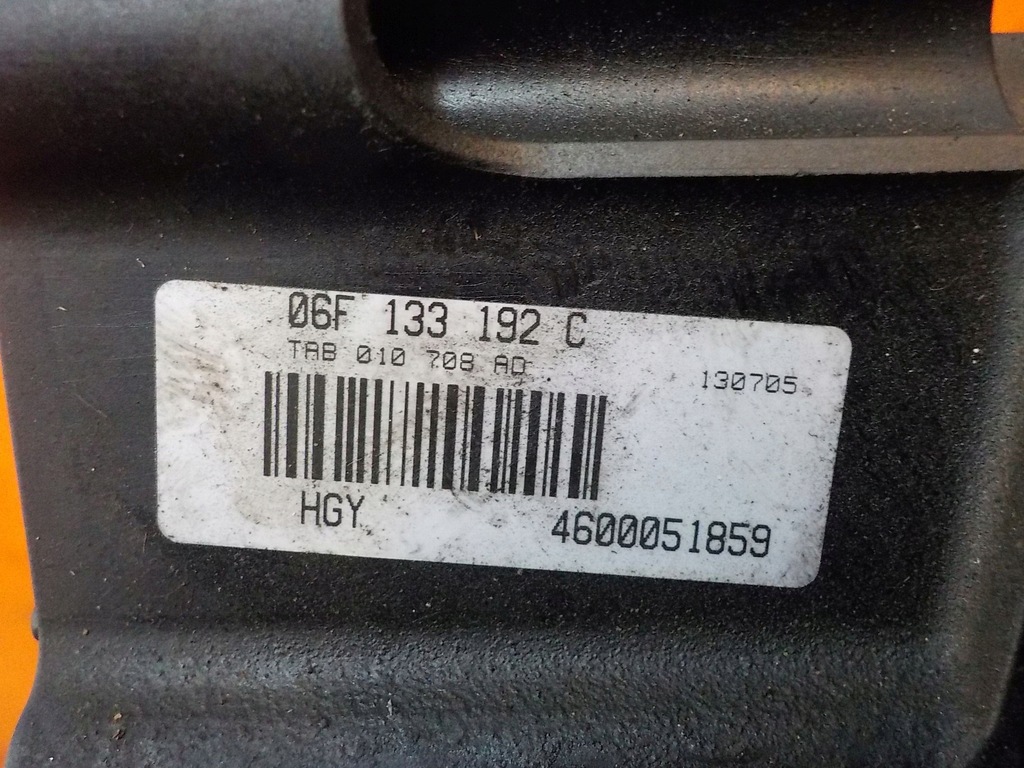 06F 133 192 C
TAB 010 708 AD
130705
HGY
4600051859